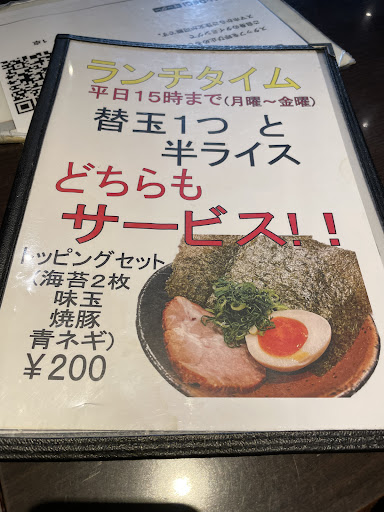 ランチタイム
平日15時まで(月曜～金曜)
替玉1つ と
半ライス
どちらも
サービス!!
トッピングセット
(海苔2枚
味玉
焼豚
青ネギ)
¥200